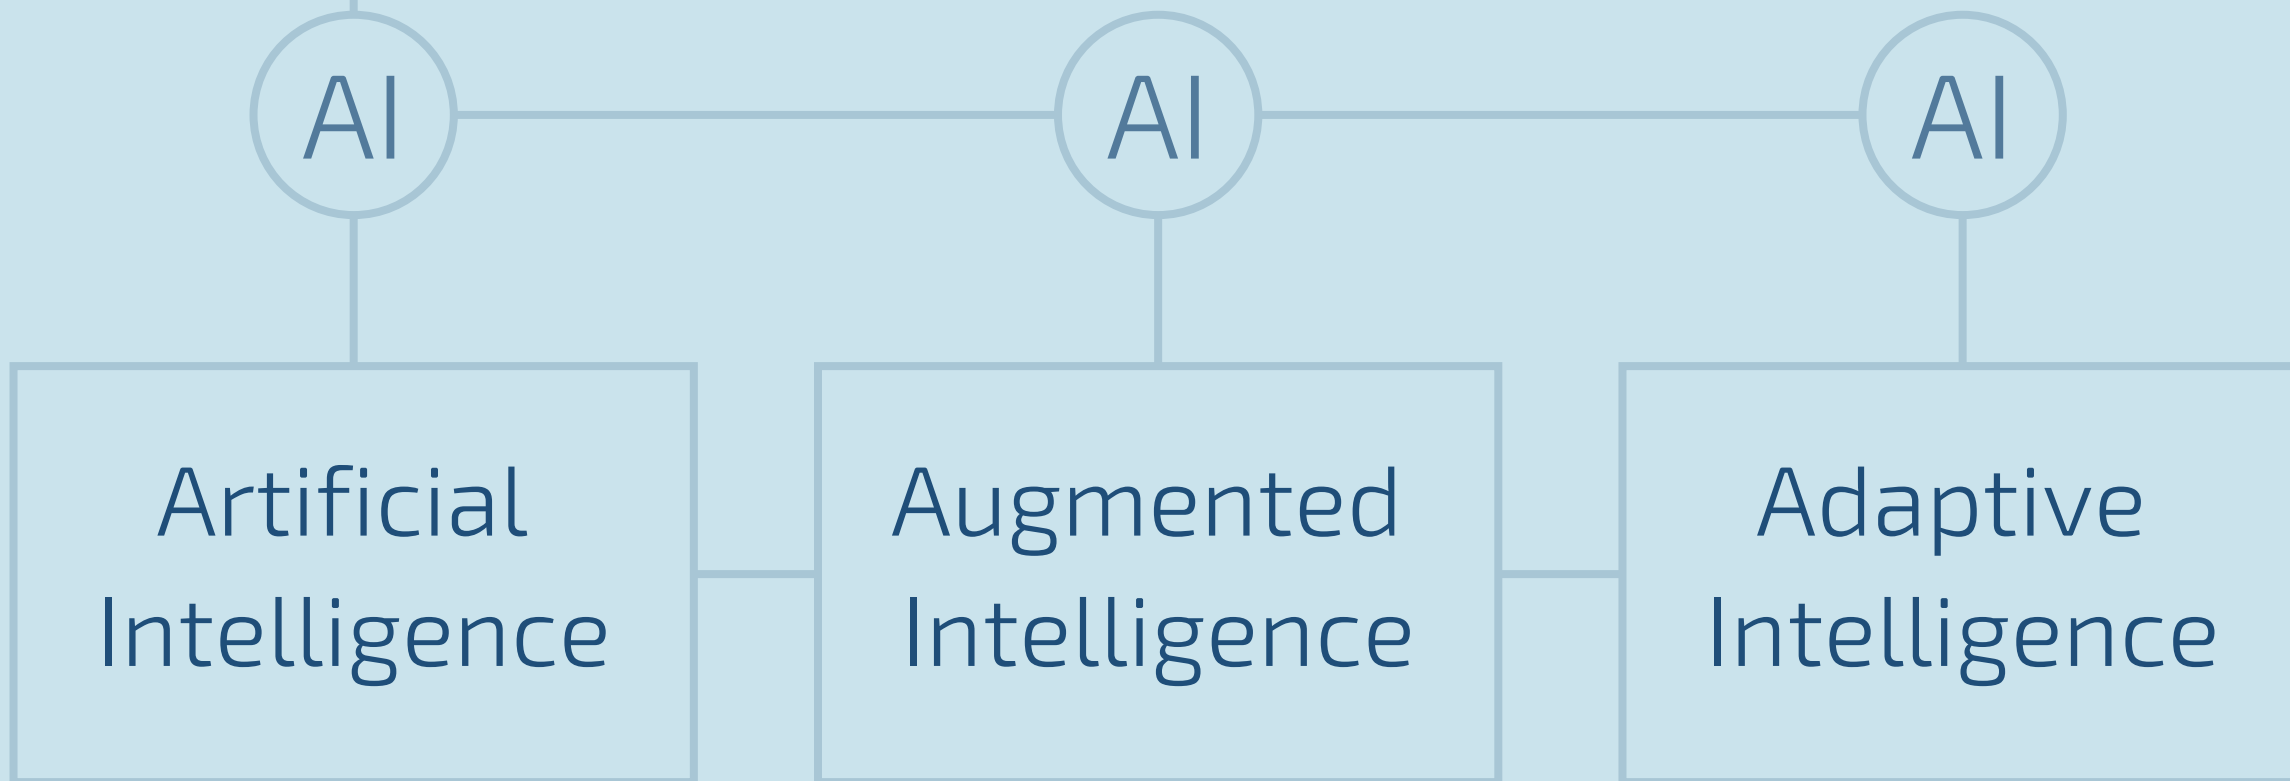 AI AI AI
Artificial
Intelligence
Augmented
Intelligence
Adaptive
Intelligence